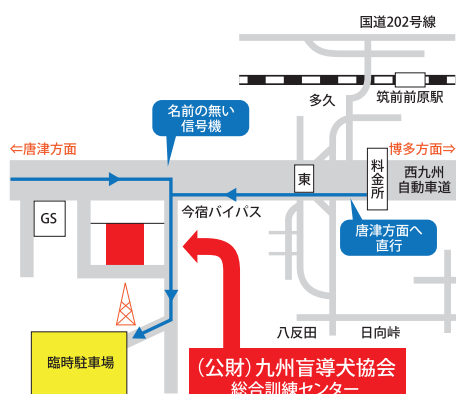 国道202号線
多久
筑前前原駅
名前の無い
信号機
⇐唐津方面
博多方面⇒
料金所
西九州
自動車道
東
GS
今宿バイパス
唐津方面へ
直行
八反田
日向峠
臨時駐車場
(公財)九州盲導犬協会
総合訓練センター